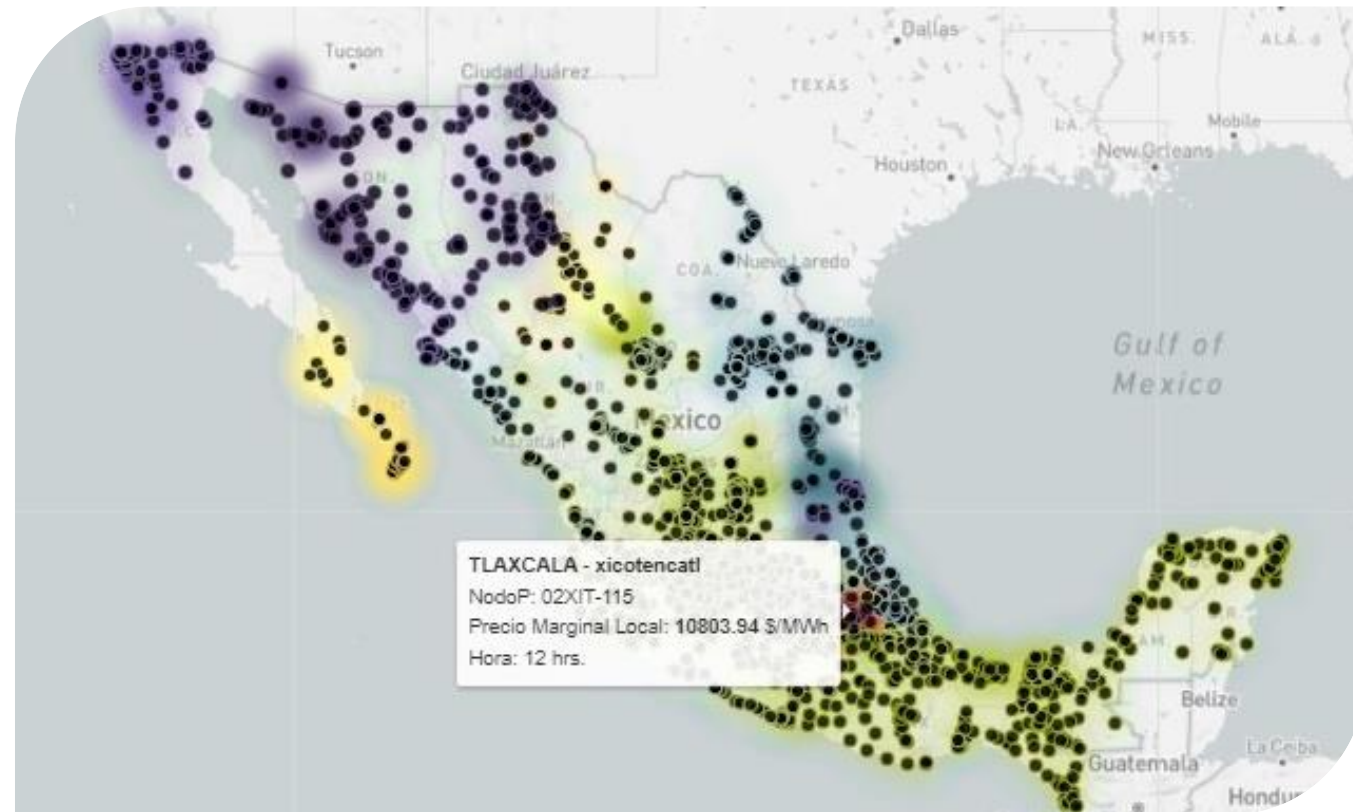 Dallas
MISS.
ALA.
Tucson
Ciudad Juárez
TEXAS
LA.
Mobile
New Orleans
Houston
COA.
Nuevo Laredo
Gulf of
Mexico
Mexico
Mazatlán
TLAXCALA - xicotencatl
NodoP: 02XIT-115
Precio Marginal Local: 10803.94 $/MWh
Hora: 12 hrs.
Belize
La Ceiba
Guatemala